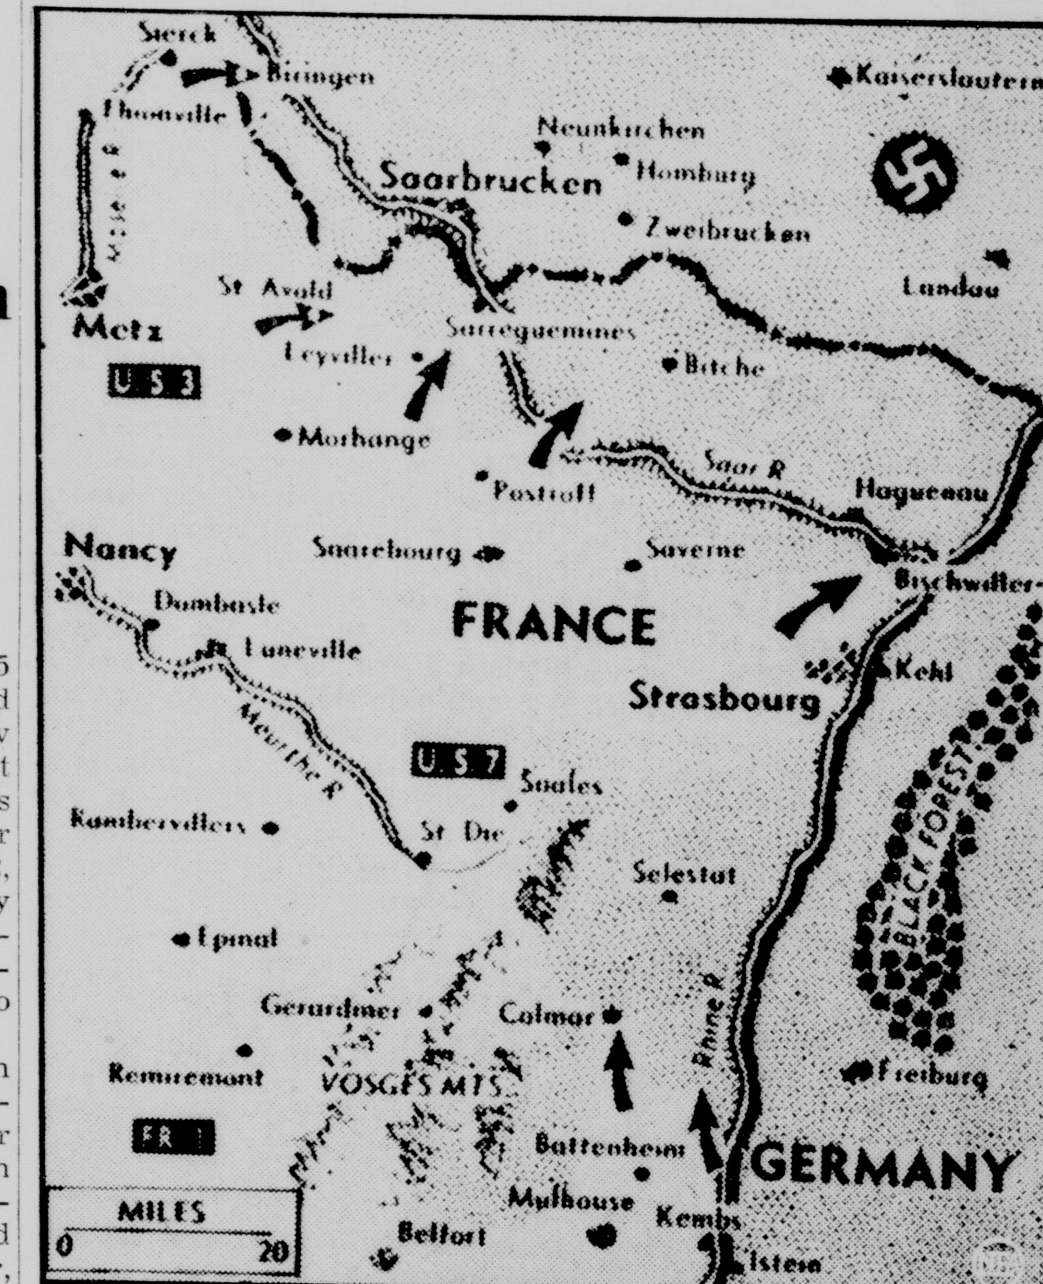 Sierck
Biringen
Kaiserslautern
Thionville
Neunkirchen
Homburg
Saarbrucken
Moselle R
Zweibrucken
St Avold
Landau
Metz
Sarreguemines
Leyviller
Bitche
U S 3
Morhange
Saar R
Postroff
Haguenau
Nancy
Saarebourg
Saverne
Bischwiller
Dombasle
FRANCE
Luneville
Kehl
Strasbourg
Meurthe R
U S 7
Saales
BLACK FOREST
Rambervillers
St Die
Selestat
Epinal
Gerardmer
Colmar
Rhine R
Remiremont
VOSGES MTS
Freiburg
FR 1
Battenheim
GERMANY
MILES
Mulhouse
Kembs
0 20
Belfort
Istein